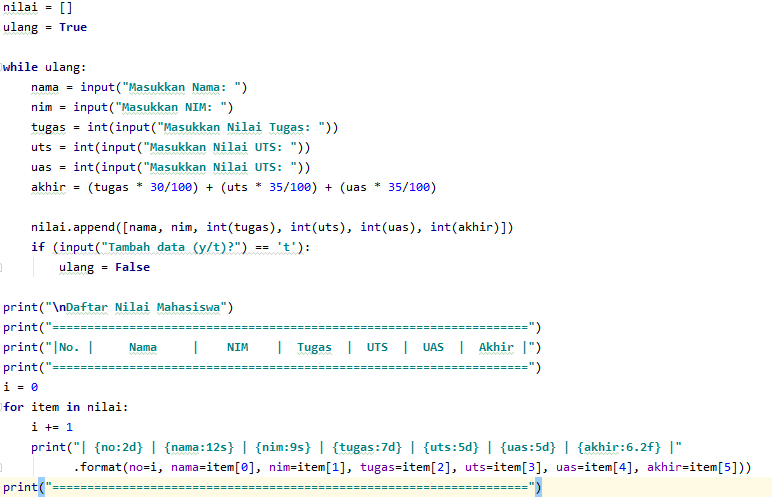 nilai = []
ulang = True
while ulang:
    nama = input("Masukkan Nama: ")
    nim = input("Masukkan NIM: ")
    tugas = int(input("Masukkan Nilai Tugas: "))
    uts = int(input("Masukkan Nilai UTS: "))
    uas = int(input("Masukkan Nilai UTS: "))
    akhir = (tugas * 30/100) + (uts * 35/100) + (uas * 35/100)
    nilai.append([nama, nim, int(tugas), int(uts), int(uas), int(akhir)])
    if (input("Tambah data (y/t)?") == 't'):
        ulang = False
print("\nDaftar Nilai Mahasiswa")
print("====================================================================")
print("|No. |     Nama     |    NIM    |  Tugas  |  UTS  |  UAS  |  Akhir |")
print("====================================================================")
i = 0
for item in nilai:
    i += 1
    print("| {no:2d} | {nama:12s} | {nim:9s} | {tugas:7d} | {uts:5d} | {uas:5d} | {akhir:6.2f} |"
          .format(no=i, nama=item[0], nim=item[1], tugas=item[2], uts=item[3], uas=item[4], akhir=item[5]))
print("====================================================================")